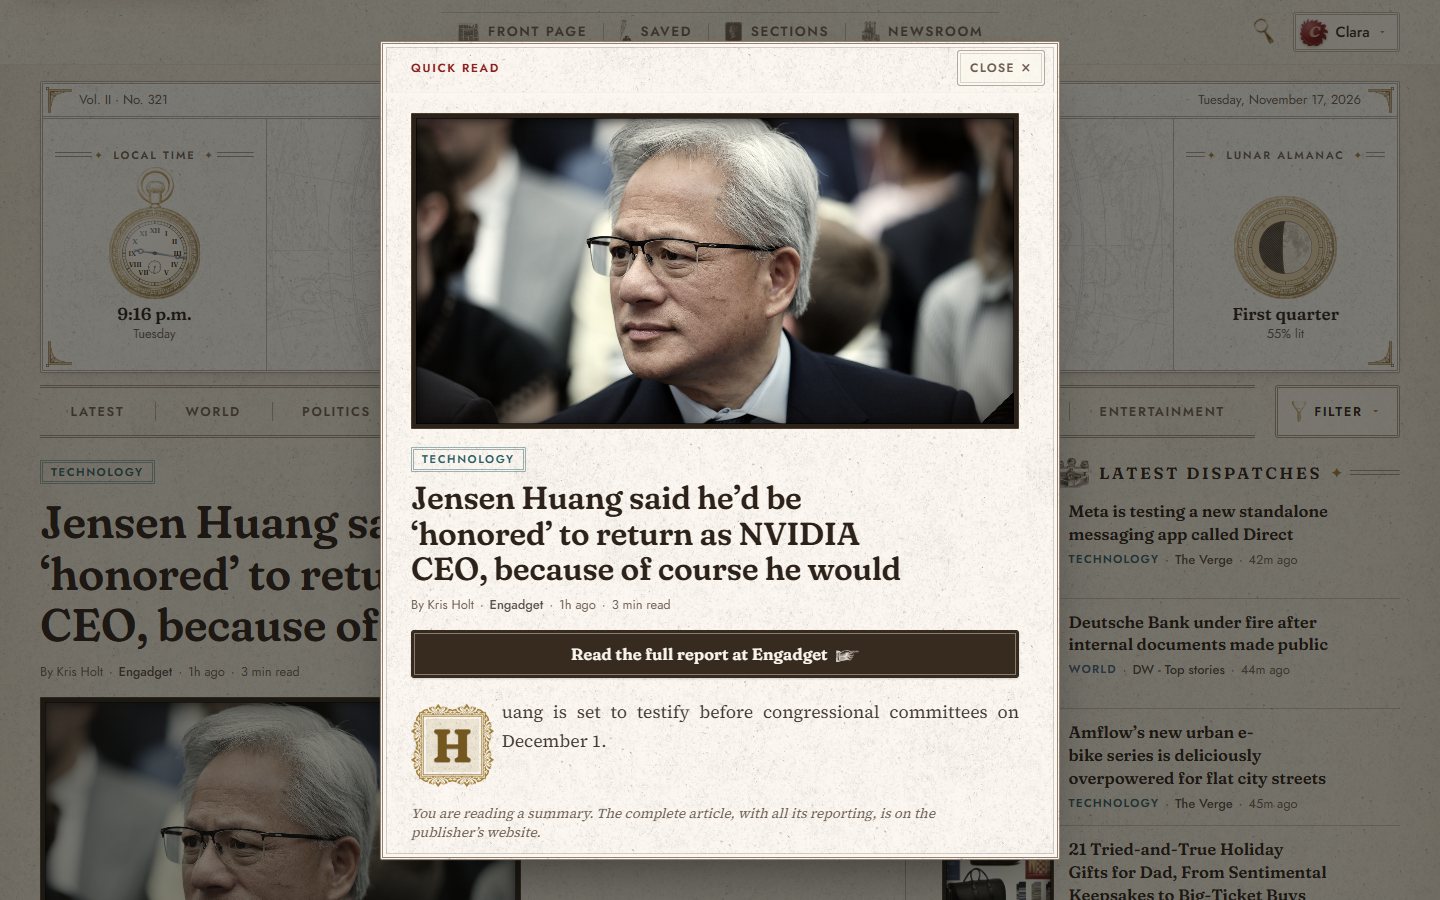 FRONT PAGE
SAVED
SECTIONS
NEWSROOM
Clara
QUICK READ
CLOSE ×
Vol. II · No. 321
Tuesday, November 17, 2026
LOCAL TIME
9:16 p.m.
Tuesday
LUNAR ALMANAC
First quarter
55% lit
LATEST
WORLD
POLITICS
ENTERTAINMENT
FILTER
TECHNOLOGY
Jensen Huang sa
‘honored’ to retu
CEO, because of
By Kris Holt · Engadget · 1h ago · 3 min read
TECHNOLOGY
Jensen Huang said he’d be
‘honored’ to return as NVIDIA
CEO, because of course he would
By Kris Holt · Engadget · 1h ago · 3 min read
Read the full report at Engadget
Huang is set to testify before congressional committees on
December 1.
You are reading a summary. The complete article, with all its reporting, is on the
publisher’s website.
LATEST DISPATCHES
Meta is testing a new standalone
messaging app called Direct
TECHNOLOGY · The Verge · 42m ago
Deutsche Bank under fire after
internal documents made public
WORLD · DW - Top stories · 44m ago
Amflow’s new urban e-
bike series is deliciously
overpowered for flat city streets
TECHNOLOGY · The Verge · 45m ago
21 Tried-and-True Holiday
Gifts for Dad, From Sentimental
Keepsakes to Big-Ticket Buys